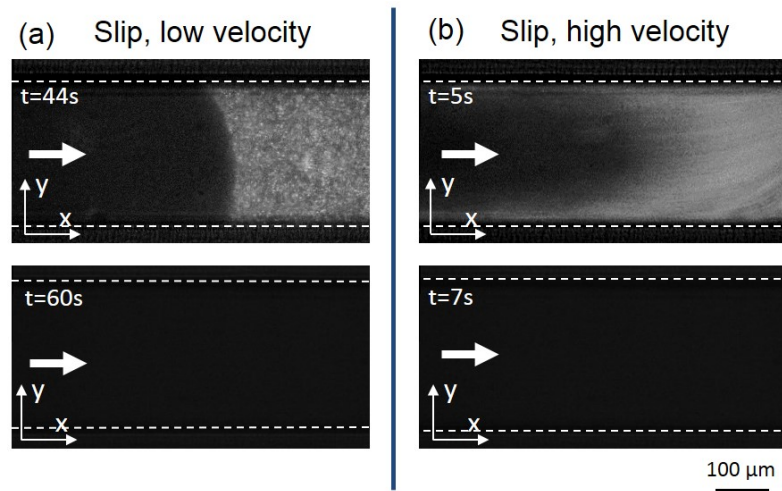 (a) Slip, low velocity
t=44s
y
x
t=60s
y
x
(b) Slip, high velocity
t=5s
y
x
t=7s
y
x
100 µm